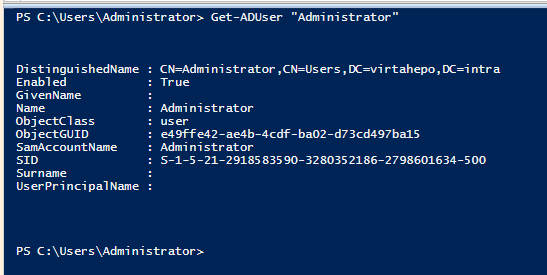 PS C:\Users\Administrator> Get-ADUser "Administrator"
DistinguishedName : CN=Administrator,CN=Users,DC=virtahepo,DC=intra
Enabled           : True
GivenName         :
Name              : Administrator
ObjectClass       : user
ObjectGUID        : e49ffe42-ae4b-4cdf-ba02-d73cd497ba15
SamAccountName    : Administrator
SID               : S-1-5-21-2918583590-3280352186-2798601634-500
Surname           :
UserPrincipalName :
PS C:\Users\Administrator>